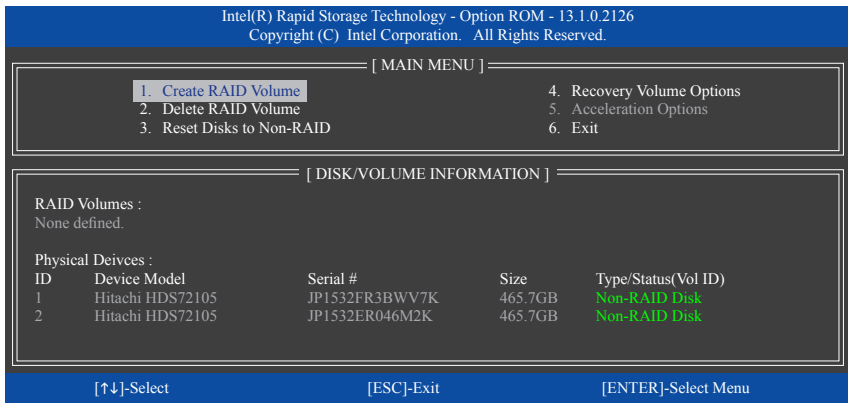 Intel(R) Rapid Storage Technology - Option ROM - 13.1.0.2126
Copyright (C) Intel Corporation. All Rights Reserved.
[ MAIN MENU ]
1. Create RAID Volume
2. Delete RAID Volume
3. Reset Disks to Non-RAID
4. Recovery Volume Options
5. Acceleration Options
6. Exit
[ DISK/VOLUME INFORMATION ]
RAID Volumes :
None defined.
Physical Deivces :
ID Device Model Serial # Size Type/Status(Vol ID)
1 Hitachi HDS72105 JP1532FR3BWV7K 465.7GB Non-RAID Disk
2 Hitachi HDS72105 JP1532ER046M2K 465.7GB Non-RAID Disk
[↑↓]-Select [ESC]-Exit [ENTER]-Select Menu